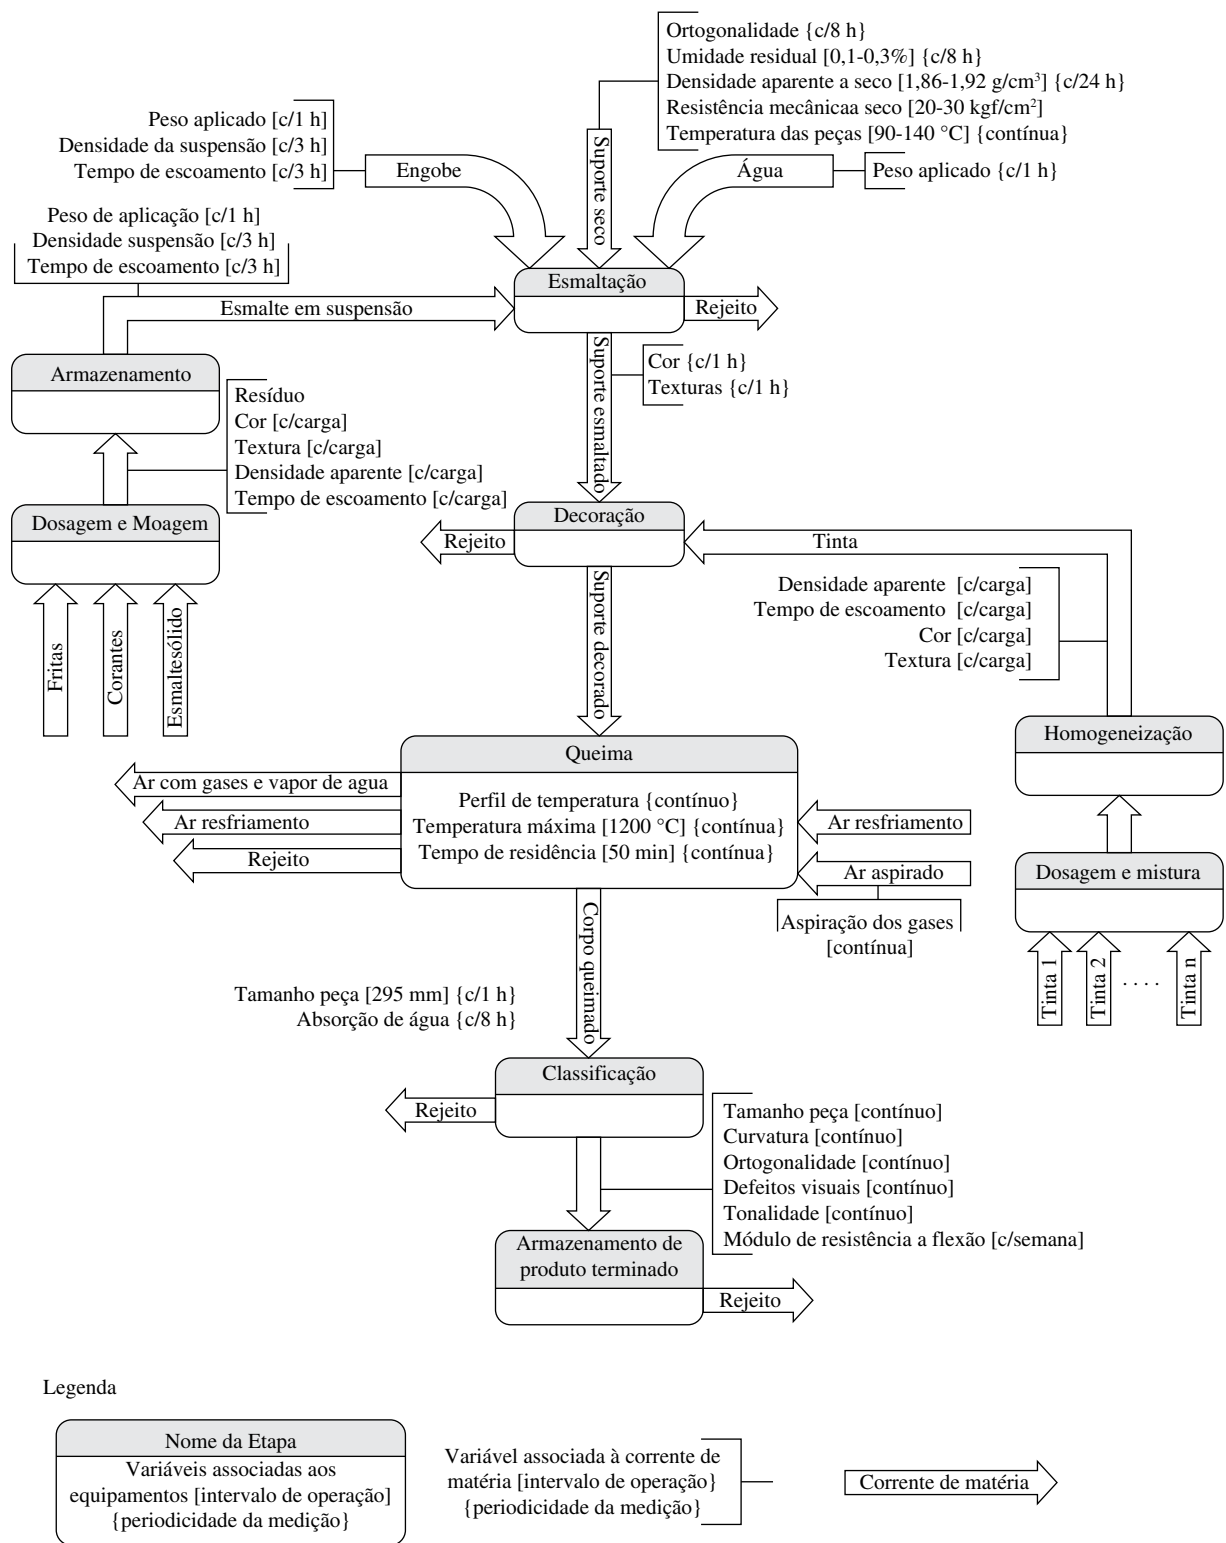 Ortogonalidade {c/8 h}
Umidade residual [0,1-0,3%] {c/8 h}
Densidade aparente a seco [1,86-1,92 g/cm³] {c/24 h}
Resistência mecânicaa seco [20-30 kgf/cm²]
Temperatura das peças [90-140 °C] {contínua}
Peso aplicado [c/1 h]
Densidade da suspensão [c/3 h]
Tempo de escoamento [c/3 h]
Engobe
Suporte seco
Água
Peso aplicado {c/1 h}
Peso de aplicação [c/1 h]
Densidade suspensão [c/3 h]
Tempo de escoamento [c/3 h]
Esmalte em suspensão
Esmaltação
Rejeito
Armazenamento
Suporte esmaltado
Cor {c/1 h}
Texturas {c/1 h}
Resíduo
Cor [c/carga]
Textura [c/carga]
Densidade aparente [c/carga]
Tempo de escoamento [c/carga]
Dosagem e Moagem
Fritas
Corantes
Esmaltesólido
Decoração
Rejeito
Tinta
Densidade aparente [c/carga]
Tempo de escoamento [c/carga]
Cor [c/carga]
Textura [c/carga]
Suporte decorado
Homogeneização
Queima
Perfil de temperatura {contínuo}
Temperatura máxima [1200 °C] {contínua}
Tempo de residência [50 min] {contínua}
Ar com gases e vapor de agua
Ar resfriamento
Rejeito
Ar resfriamento
Ar aspirado
Aspiração dos gases
[contínua]
Dosagem e mistura
Tinta 1
Tinta 2
. . . .
Tinta n
Corpo queimado
Tamanho peça [295 mm] {c/1 h}
Absorção de água {c/8 h}
Classificação
Rejeito
Tamanho peça [contínuo]
Curvatura [contínuo]
Ortogonalidade [contínuo]
Defeitos visuais [contínuo]
Tonalidade [contínuo]
Módulo de resistência a flexão [c/semana]
Armazenamento de
produto terminado
Rejeito
Legenda
Nome da Etapa
Variáveis associadas aos
equipamentos [intervalo de operação]
{periodicidade da medição}
Variável associada à corrente de
matéria [intervalo de operação}
{periodicidade da medição}
Corrente de matéria